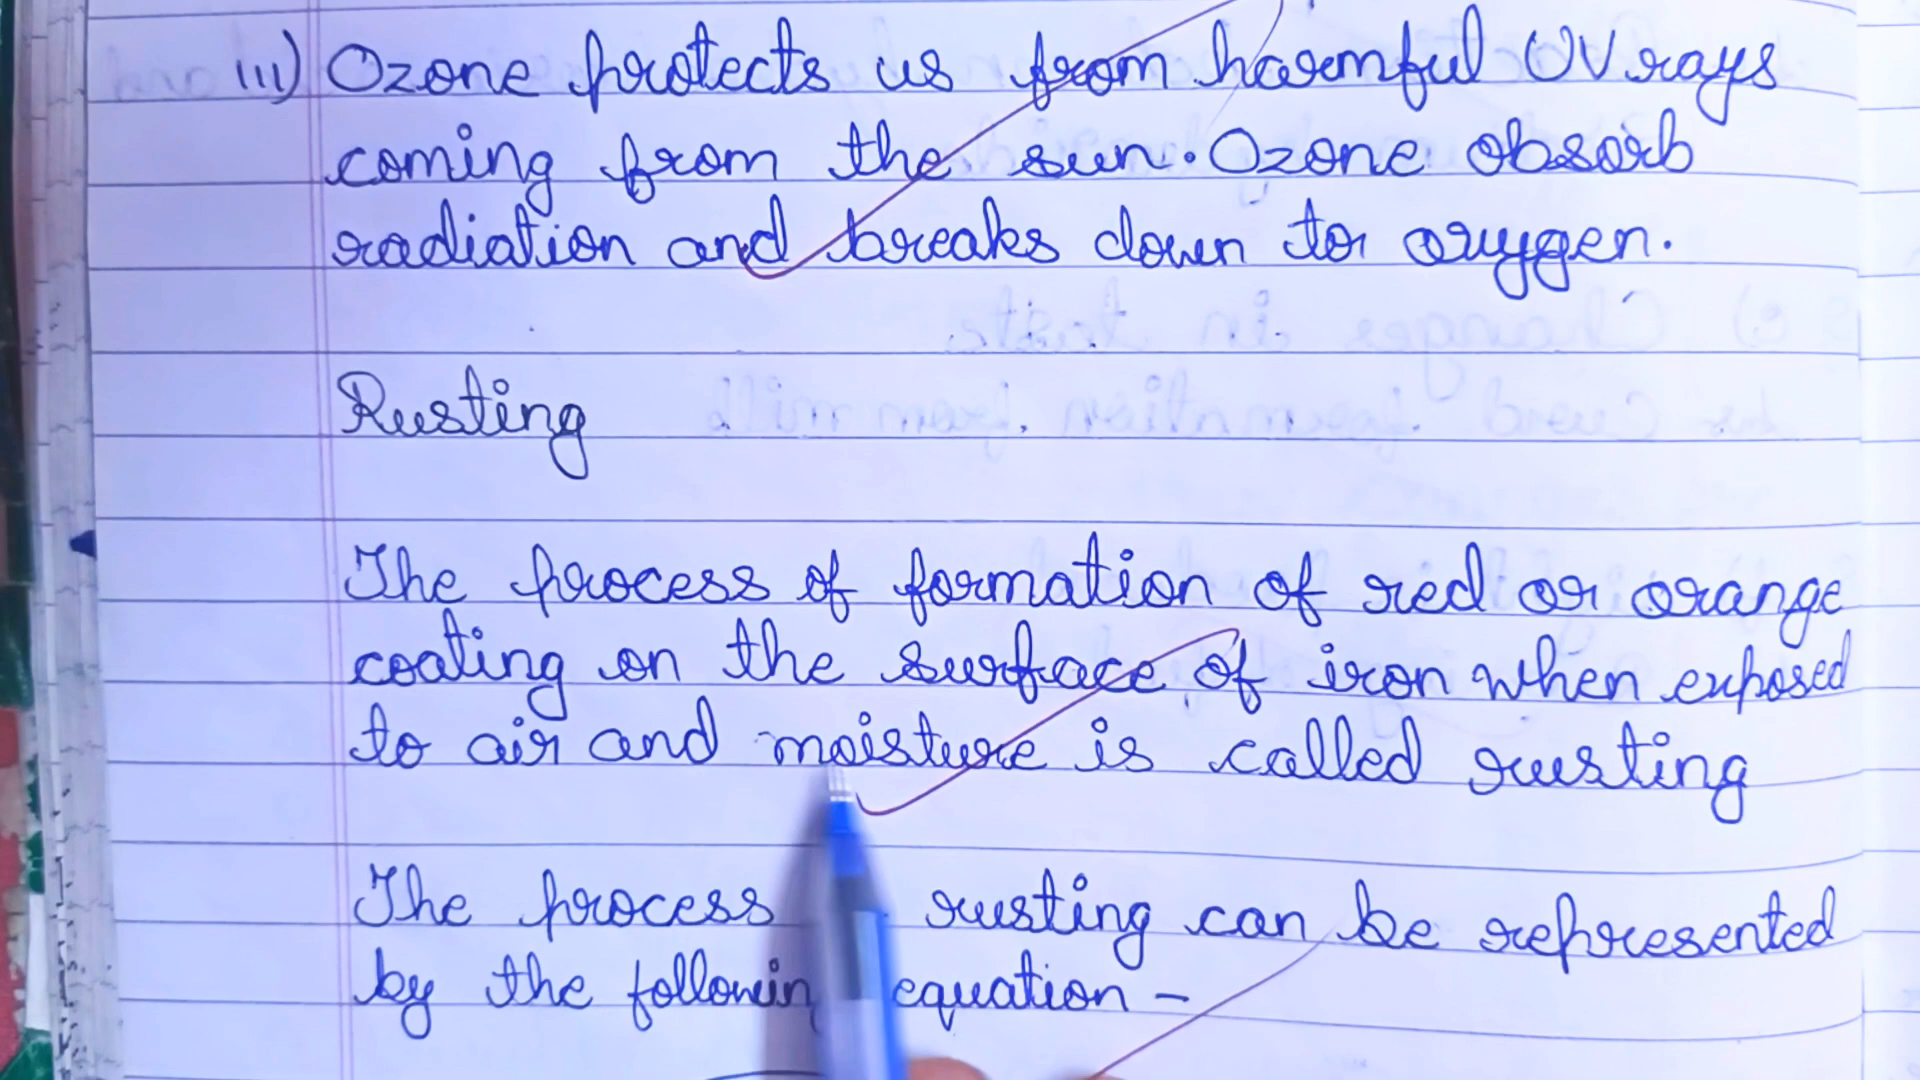 III) Ozone protects us from harmful UV rays
coming from the sun. Ozone obsorb
radiation and breaks down to oxygen.
Rusting
The process of formation of red or orange
coating on the surface of iron when exposed
to air and moisture is called rusting
The process rusting can be represented
by the followin equation -